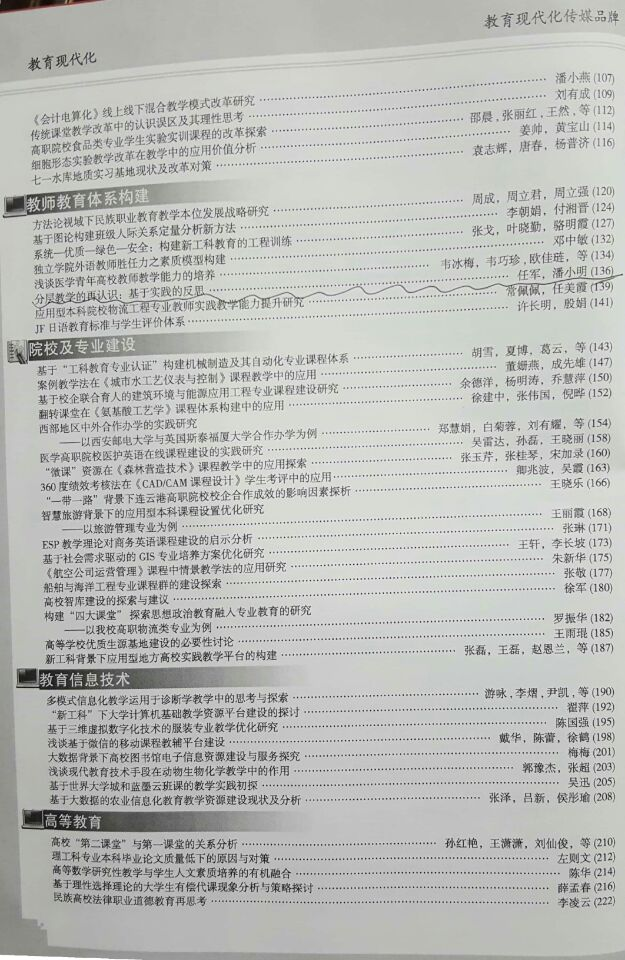 教育现代化传媒品牌
教育现代化
《会计电算化》线上线下混合教学模式改革研究 潘小燕 (107)
传统课堂教学改革中的认识误区及其理性思考 刘有成 (109)
高职院校食品类专业学生实验实训课程的改革探索 邵晨,张丽红,王然,等 (112)
细胞形态实验教学改革在教学中的应用价值分析 姜帅,黄宝山 (114)
七一水库地质实习基地现状及改革对策 袁志辉,唐春,杨普济 (116)
教师教育体系构建
方法论视域下民族职业教育教学本位发展战略研究 周成,周立君,周立强 (120)
基于图论构建班级人际关系定量分析新方法 李朝娟,付湘晋 (124)
系统—优质—绿色—安全:构建新工科教育的工程训练 张戈,叶晓勤,骆明霞 (127)
独立学院外语教师胜任力之素质模型构建 邓中敏 (132)
浅谈医学青年高校教师教学能力的培养 韦冰梅,韦巧珍,欧佳琏,等 (134)
分层教学的再认识:基于实践的反思 任军,潘小明 (136)
应用型本科院校物流工程专业教师实践教学能力提升研究 常佩佩,任美霞 (139)
JF 日语教育标准与学生评价体系 许长明,殷娟 (141)
院校及专业建设
基于“工科教育专业认证”构建机械制造及其自动化专业课程体系 胡雪,夏博,葛云,等 (143)
案例教学法在《城市水工艺仪表与控制》课程教学中的应用 董姗燕,成先雄 (147)
基于校企联合育人的建筑环境与能源应用工程专业课程建设研究 余德洋,杨明涛,乔慧萍 (150)
翻转课堂在《氨基酸工艺学》课程体系构建中的应用 徐建中,张伟国,倪晔 (152)
西部地区中外合作办学的实践研究
——以西安邮电大学与英国斯泰福厦大学合作办学为例 郑慧娟,白菊蓉,刘有耀,等 (154)
医学高职院校医护英语在线课程建设的实践研究 吴雷达,孙磊,王晓丽 (158)
“微课”资源在《森林营造技术》课程教学中的应用探索 张玉芹,张桂琴,宋加录 (160)
360 度绩效考核法在《CAD/CAM 课程设计》学生考评中的应用 卿兆波,吴霞 (163)
“一带一路”背景下连云港高职院校校企合作成效的影响因素探析 王晓乐 (166)
智慧旅游背景下的应用型本科课程设置优化研究
——以旅游管理专业为例 王丽霞 (168)
ESP 教学理论对商务英语课程建设的启示分析 张琳 (171)
基于社会需求驱动的 GIS 专业培养方案优化研究 王轩,李长坡 (173)
《航空公司运营管理》课程中情景教学法的应用研究 朱新华 (175)
船舶与海洋工程专业课程群的建设探索 张敬 (177)
高校智库建设的探索与建议 徐军 (180)
构建“四大课堂”探索思想政治教育融入专业教育的研究
——以我校高职物流类专业为例 罗振华 (182)
高等学校优质生源基地建设的必要性讨论 王雨琨 (185)
新工科背景下应用型地方高校实践教学平台的构建 张磊,王磊,赵恩兰,等 (187)
教育信息技术
多模式信息化教学运用于诊断学教学中的思考与探索 游咏,李熠,尹凯,等 (190)
“新工科”下大学计算机基础教学资源平台建设的探讨 翟萍 (192)
基于三维虚拟数字化技术的服装专业教学优化研究 陈国强 (195)
浅谈基于微信的移动课程教辅平台建设 戴华,陈蕾,徐鹤 (198)
大数据背景下高校图书馆电子信息资源建设与服务探究 梅梅 (201)
浅谈现代教育技术手段在动物生物化学教学中的作用 郭豫杰,张超 (203)
基于世界大学城和蓝墨云班课的教学实践初探 吴迅 (205)
基于大数据的农业信息化教育教学资源建设现状及分析 张泽,吕新,侯彤瑜 (208)
高等教育
高校“第二课堂”与第一课堂的关系分析 孙红艳,王潇潇,刘仙俊,等 (210)
理工科专业本科毕业论文质量低下的原因与对策 左则文 (212)
高等数学研究性教学与学生人文素质培养的有机融合 陈华 (214)
基于理性选择理论的大学生有偿代课现象分析与策略探讨 薛孟春 (216)
民族高校法律职业道德教育再思考 李凌云 (222)